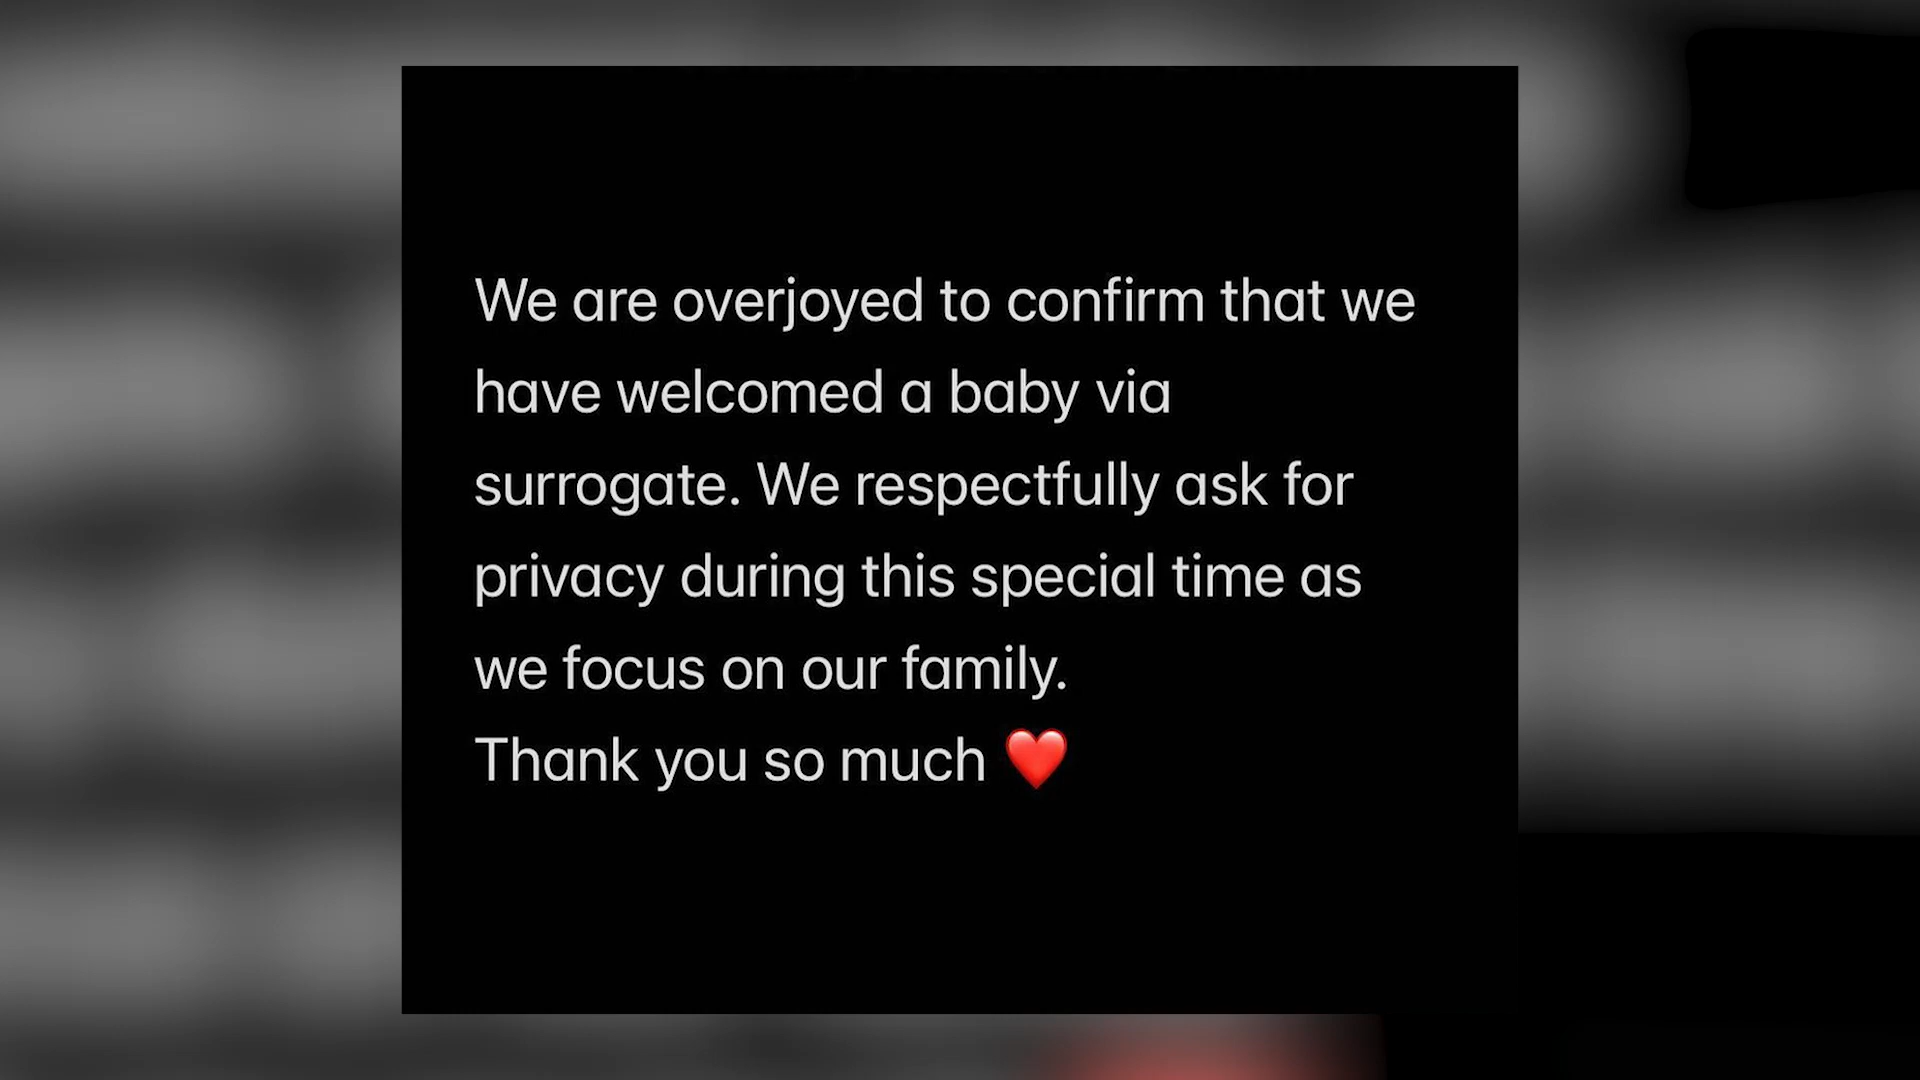 We are overjoyed to confirm that we
have welcomed a baby via
surrogate. We respectfully ask for
privacy during this special time as
we focus on our family.
Thank you so much ❤️